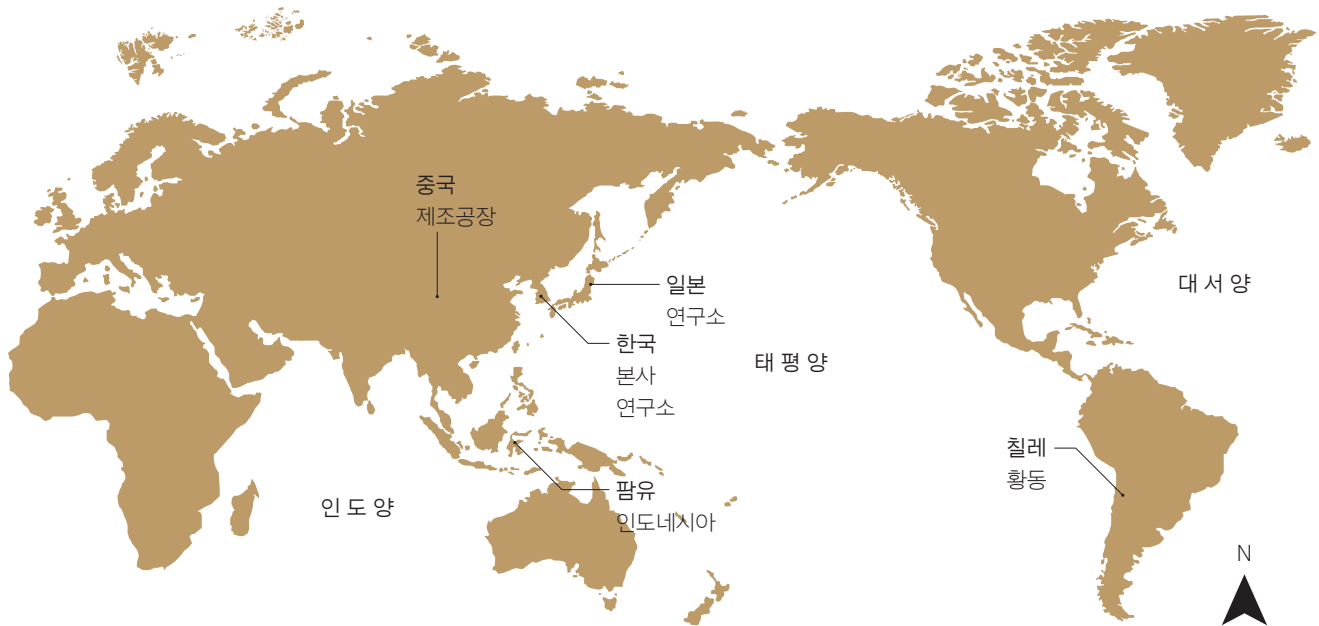 중국
제조공장
일본
연구소
대 서 양
한국
본사
연구소
태 평 양
칠레
황동
팜유
인도네시아
인 도 양
N